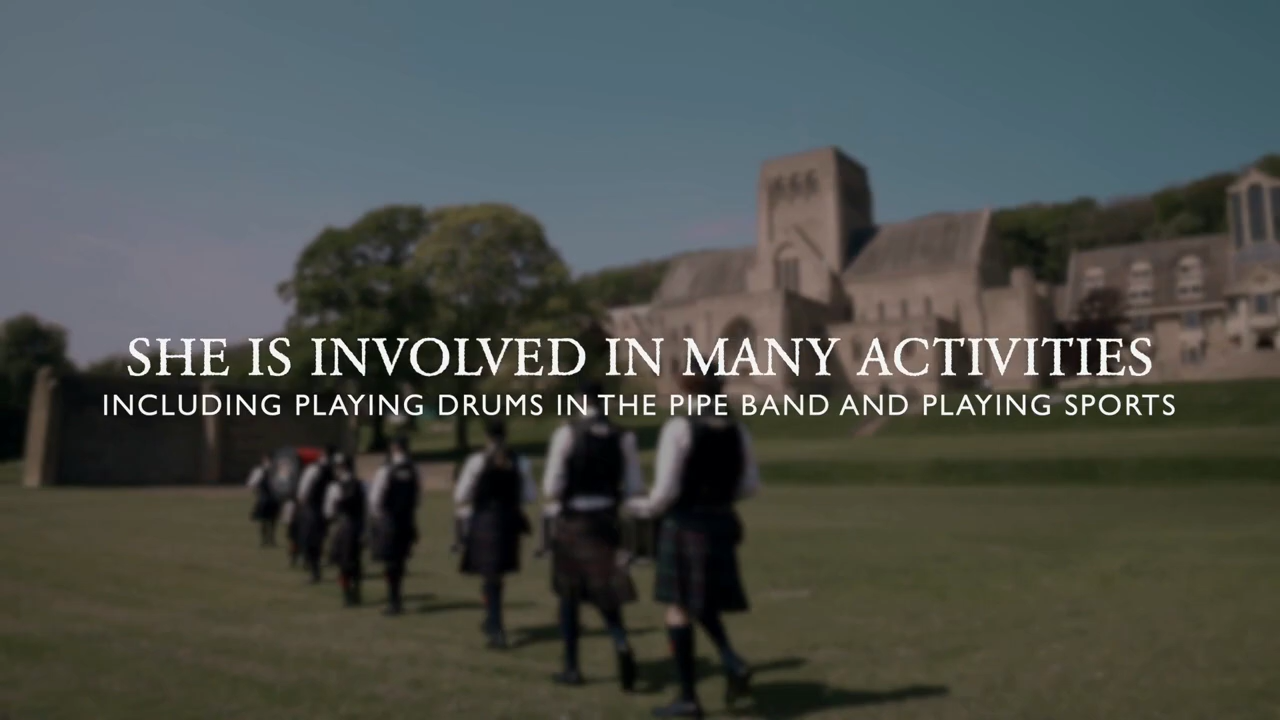 SHE IS INVOLVED IN MANY ACTIVITIES
INCLUDING PLAYING DRUMS IN THE PIPE BAND AND PLAYING SPORTS